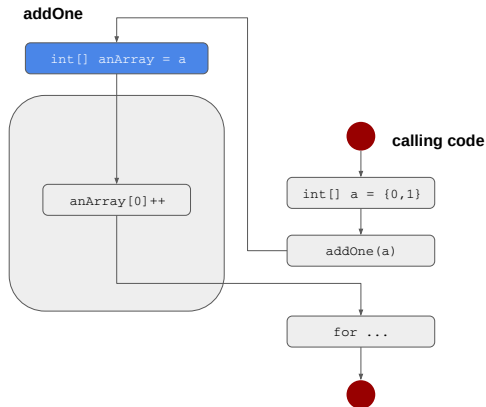 addOne
int[] anArray = a
calling code
int[] a = {0,1}
anArray[0]++
addOne(a)
for ...